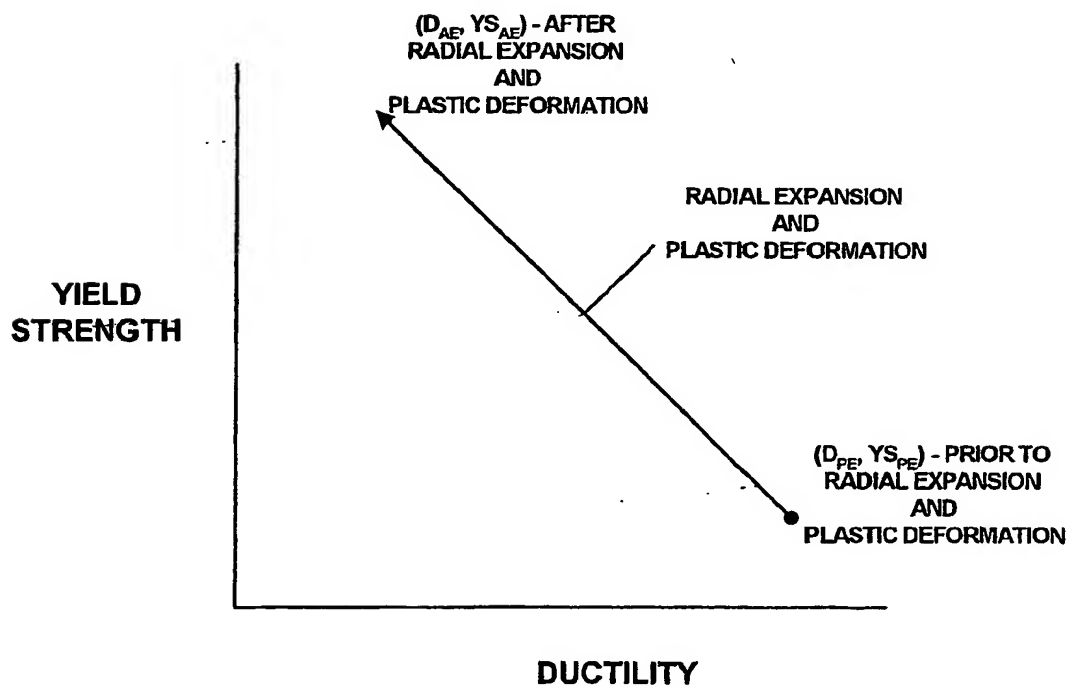 (D_AE, YS_AE) - AFTER
RADIAL EXPANSION
AND
PLASTIC DEFORMATION
RADIAL EXPANSION
AND
PLASTIC DEFORMATION
YIELD
STRENGTH
(D_PE, YS_PE) - PRIOR TO
RADIAL EXPANSION
AND
PLASTIC DEFORMATION
DUCTILITY